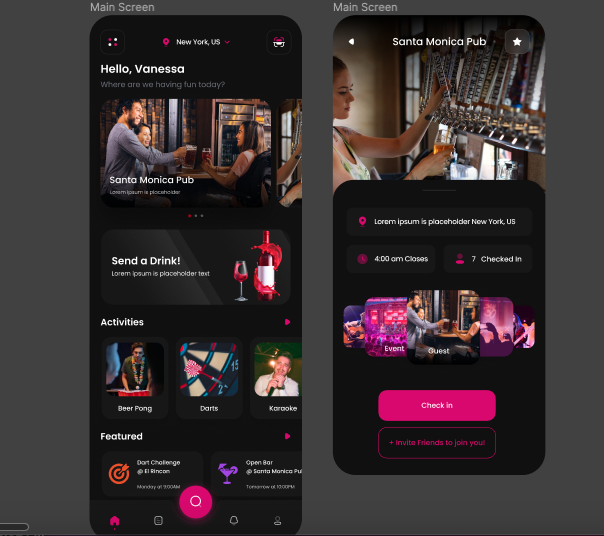 Main Screen
New York, US
Hello, Vanessa
Where are we having fun today?
Santa Monica Pub
Lorem Ipsum is placeholder
Send a Drink!
Lorem Ipsum is placeholder text
Activities
15
Beer Pong
Darts
Karaoke
Featured
Dart Challenge
@ El Rincon
Monday at 9:00AM
Open Bar
@ Santa Monica Pu
Tomorrow at 10:00PM
Main Screen
Santa Monica Pub
Lorem ipsum is placeholder New York, US
4:00 am Closes
7 Checked In
Event
Guest
Check in
+ Invite Friends to join you!